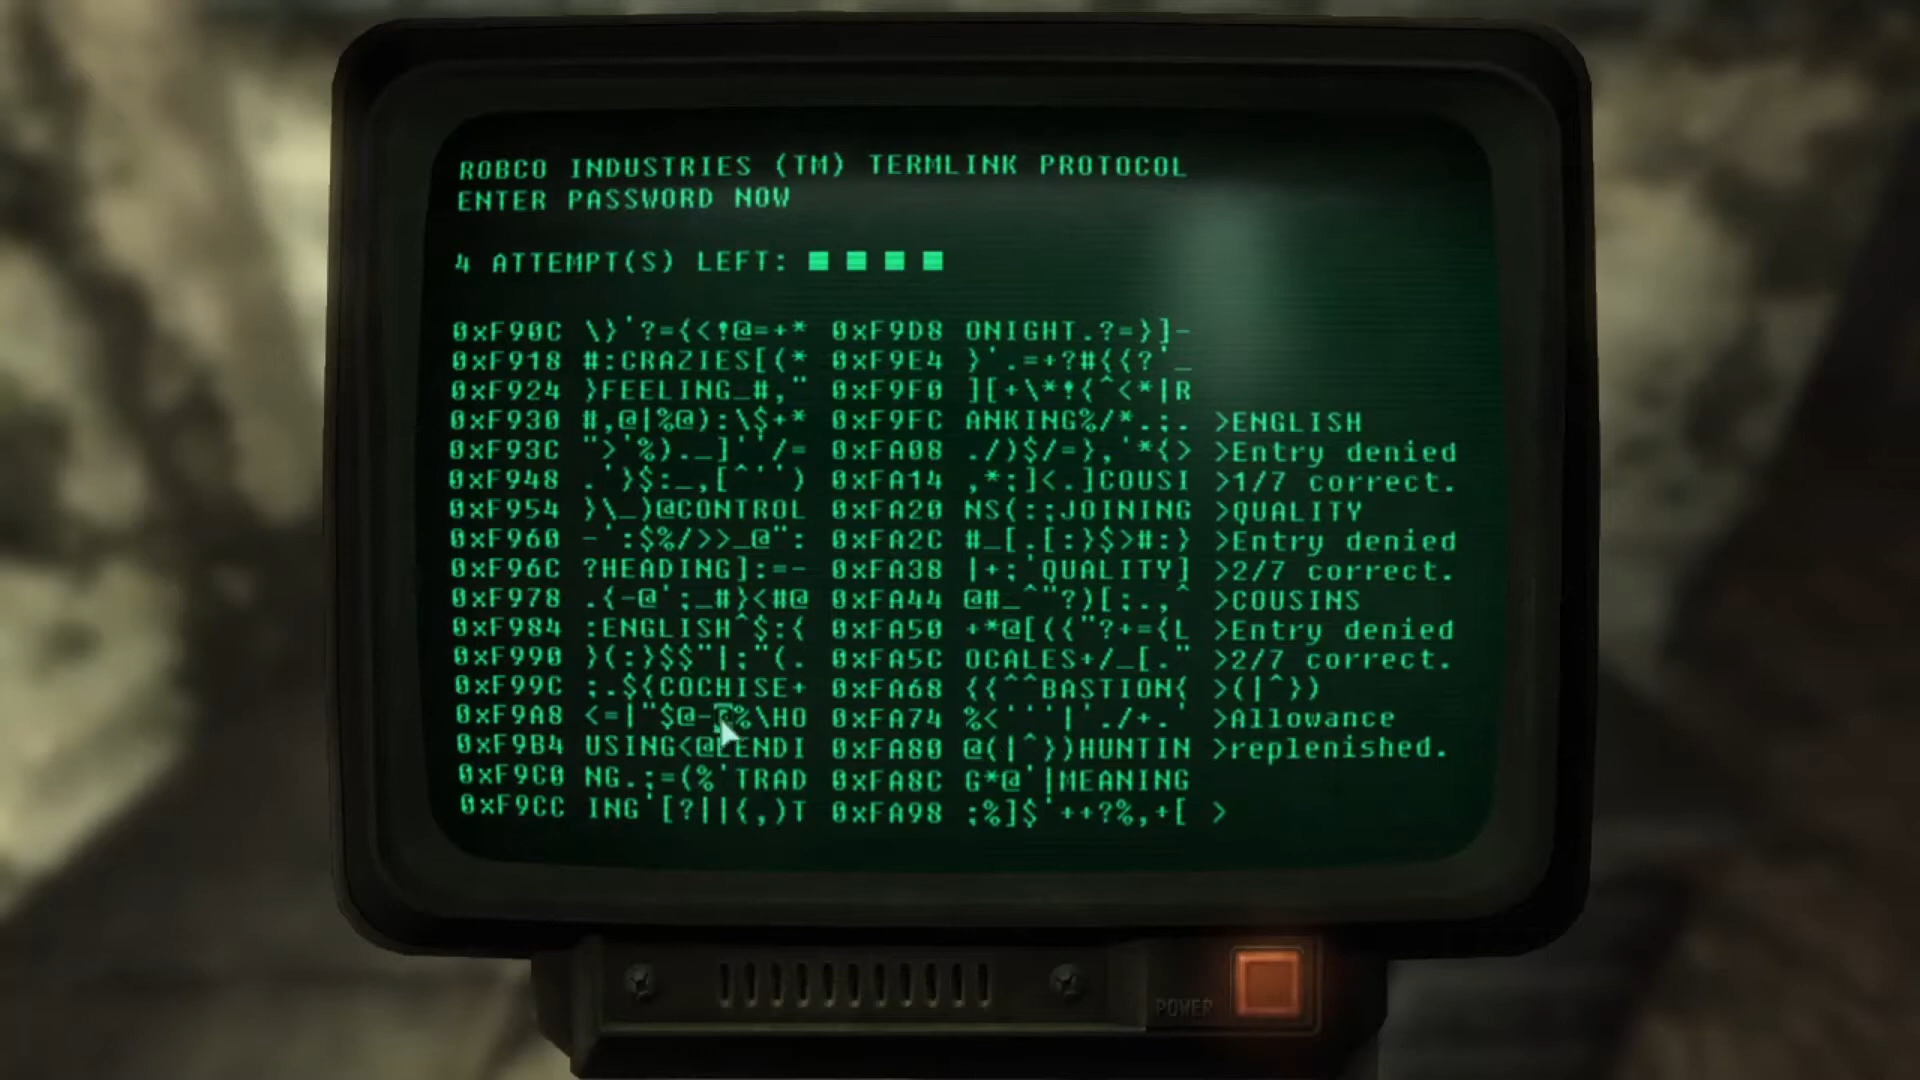 ROBCO INDUSTRIES (TM) TERMLINK PROTOCOL
ENTER PASSWORD NOW
4 ATTEMPT(S) LEFT: ■ ■ ■ ■
0xF90C \}'?={<!@=+* 0xF9D8 ONIGHT.?=}]-
0xF918 #:CRAZIES[(* 0xF9E4 }'.=+?#{{?'_
0xF924 }FEELING_#," 0xF9F0 ][+\*!{^<*|R
0xF930 #,@|%@):\$+* 0xF9FC ANKING%/*.;. >ENGLISH
0xF93C ">'%)._]''/= 0xFA08 ./)$/=},'*{> >Entry denied
0xF948 .'}$:_,[^'') 0xFA14 ,*;]<.]COUSI >1/7 correct.
0xF954 }\_)@CONTROL 0xFA20 NS(:;JOINING >QUALITY
0xF960 -':$%/>>_@": 0xFA2C #_[.[:}$>#:} >Entry denied
0xF96C ?HEADING]:=- 0xFA38 |+;'QUALITY] >2/7 correct.
0xF978 .{-@';_#}<#@ 0xFA44 @#_^"?)[;.,^ >COUSINS
0xF984 :ENGLISH^$:{ 0xFA50 +*@[({"?+={L >Entry denied
0xF990 }(:}$$"|;"(. 0xFA5C OCALES+/_[." >2/7 correct.
0xF99C ;.${COCHISE+ 0xFA68 {{^^BASTION{ >(|^})
0xF9A8 <=|"$@-%\HO 0xFA74 %<'''|'./+.' >Allowance
0xF9B4 USING<@LENDI 0xFA80 @(|^})HUNTIN >replenished.
0xF9C0 NG.;=(%'TRAD 0xFA8C G*@'|MEANING
0xF9CC ING'[?||{,)T 0xFA98 ;%]$'++?%,+[ >
POWER